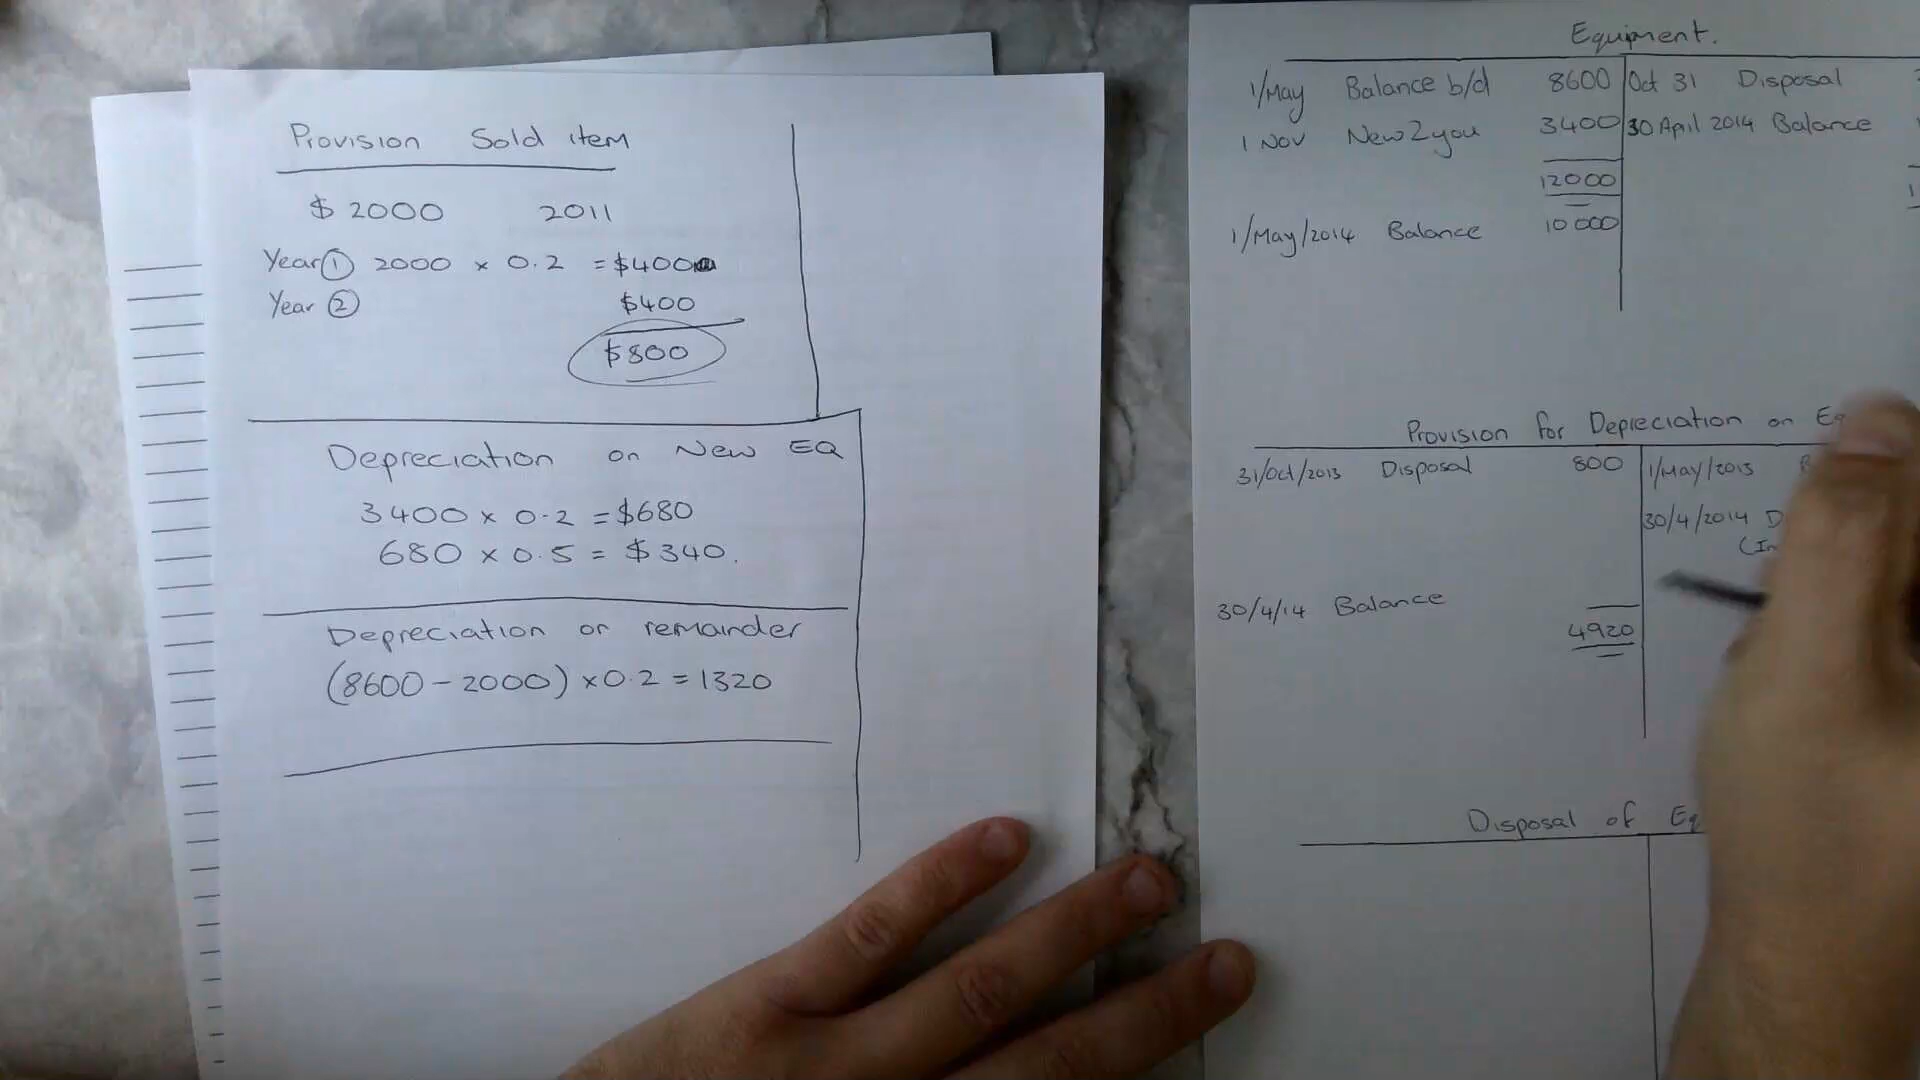 Provision Sold item
$ 2000 2011
Year ① 2000 x 0.2 = $400
Year ② $400
$800
Depreciation on New EQ
3400 x 0.2 = $680
680 x 0.5 = $340.
Depreciation on remainder
(8600 - 2000) x 0.2 = 1320
Equipment.
1/May Balance b/d 8600 Oct 31 Disposal
1 Nov New2you 3400 30 April 2014 Balance
12000
1/May/2014 Balance 10 000
Provision for Depreciation on
31/Oct/2013 Disposal 800 1/May/2013
30/4/2014
30/4/14 Balance
4920
Disposal of